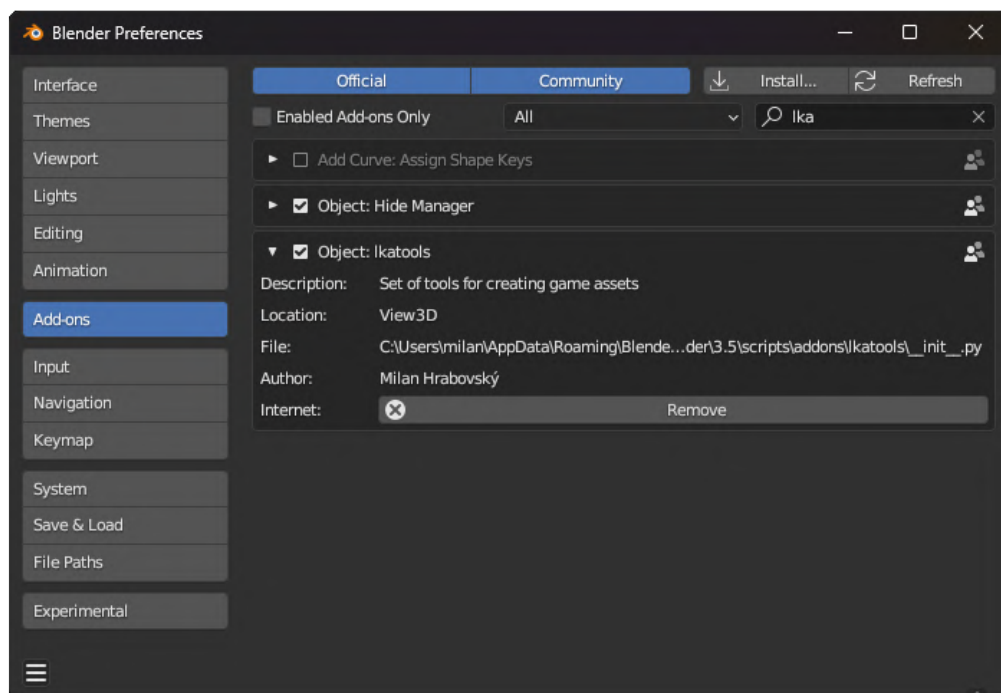 Blender Preferences
Interface
Themes
Viewport
Lights
Editing
Animation
Add-ons
Input
Navigation
Keymap
System
Save & Load
File Paths
Experimental
Official Community Install... Refresh
Enabled Add-ons Only All lka
Add Curve: Assign Shape Keys
Object: Hide Manager
Object: lkatools
Description: Set of tools for creating game assets
Location: View3D
File: C:\Users\milan\AppData\Roaming\Blende...der\3.5\scripts\addons\lkatools\__init__.py
Author: Milan Hrabovský
Internet: Remove